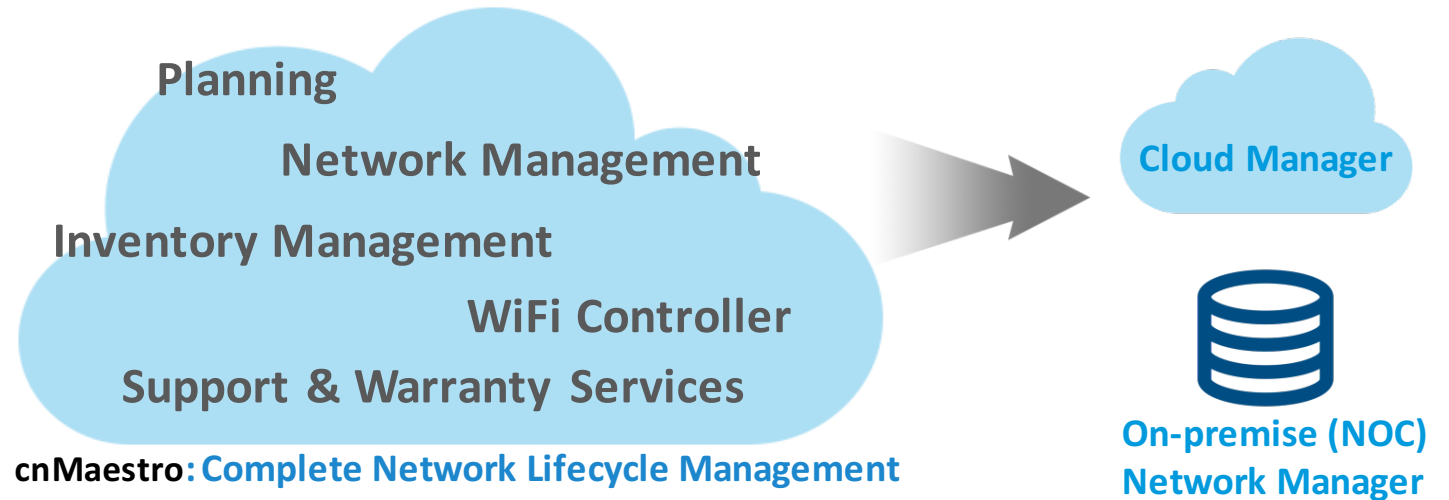 Planning
Network Management
Inventory Management
WiFi Controller
Support & Warranty Services
cnMaestro: Complete Network Lifecycle Management
Cloud Manager
On-premise (NOC)
Network Manager